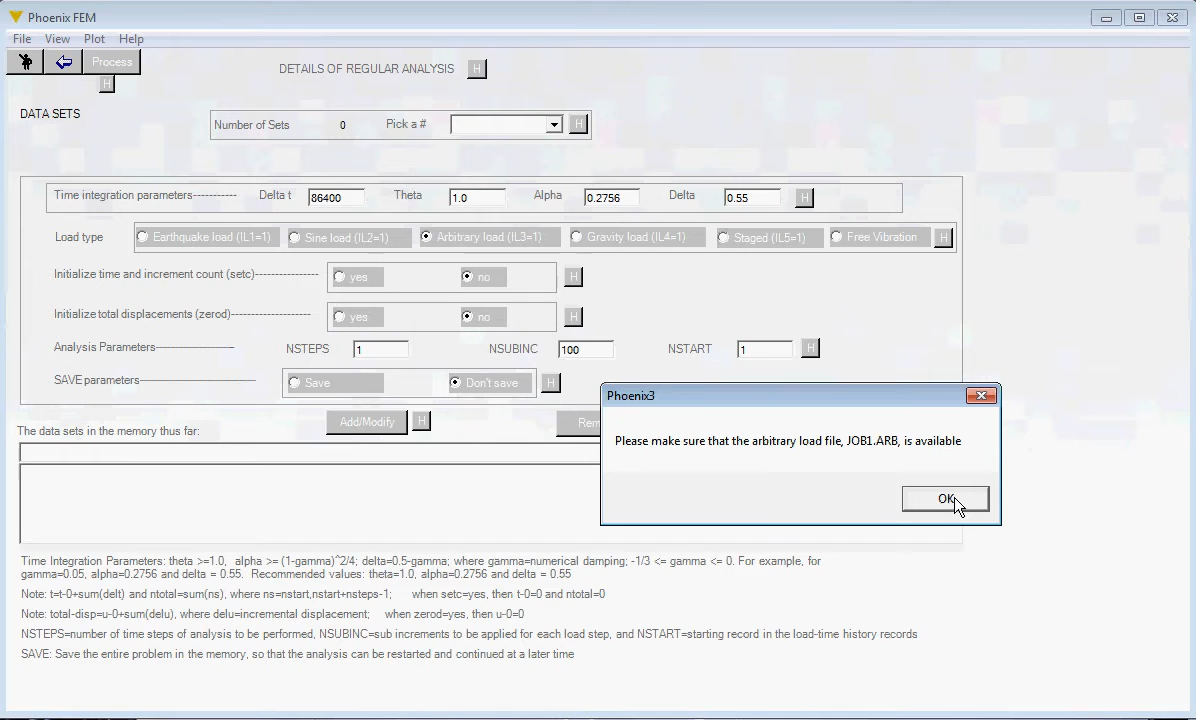 Phoenix FEM
File View Plot Help
Process
H
DETAILS OF REGULAR ANALYSIS H
DATA SETS
Number of Sets 0 Pick a # H
Time integration parameters----------- Delta t 86400 Theta 1.0 Alpha 0.2756 Delta 0.55 H
Load type Earthquake load (IL1=1) Sine load (IL2=1) Arbitrary load (IL3=1) Gravity load (IL4=1) Staged (IL5=1) Free Vibration H
Initialize time and increment count (setc)---------------- yes no H
Initialize total displacements (zerod)-------------------- yes no H
Analysis Parameters-------------------- NSTEPS 1 NSUBINC 100 NSTART 1 H
SAVE parameters----------------------------- Save Don't save H
Add/Modify H Rem
The data sets in the memory thus far:
Phoenix3
Please make sure that the arbitrary load file, JOB1.ARB, is available
OK
Time Integration Parameters: theta >=1.0, alpha >= (1-gamma)^2/4; delta=0.5-gamma; where gamma=numerical damping; -1/3 <= gamma <= 0. For example, for
gamma=0.05, alpha=0.2756 and delta = 0.55. Recommended values: theta=1.0, alpha=0.2756 and delta = 0.55
Note: t=t-0+sum(delt) and ntotal=sum(ns), where ns=nstart,nstart+nsteps-1; when setc=yes, then t-0=0 and ntotal=0
Note: total-disp=u-0+sum(delu), where delu=incremental displacement; when zerod=yes, then u-0=0
NSTEPS=number of time steps of analysis to be performed, NSUBINC=sub increments to be applied for each load step, and NSTART=starting record in the load-time history records
SAVE: Save the entire problem in the memory, so that the analysis can be restarted and continued at a later time